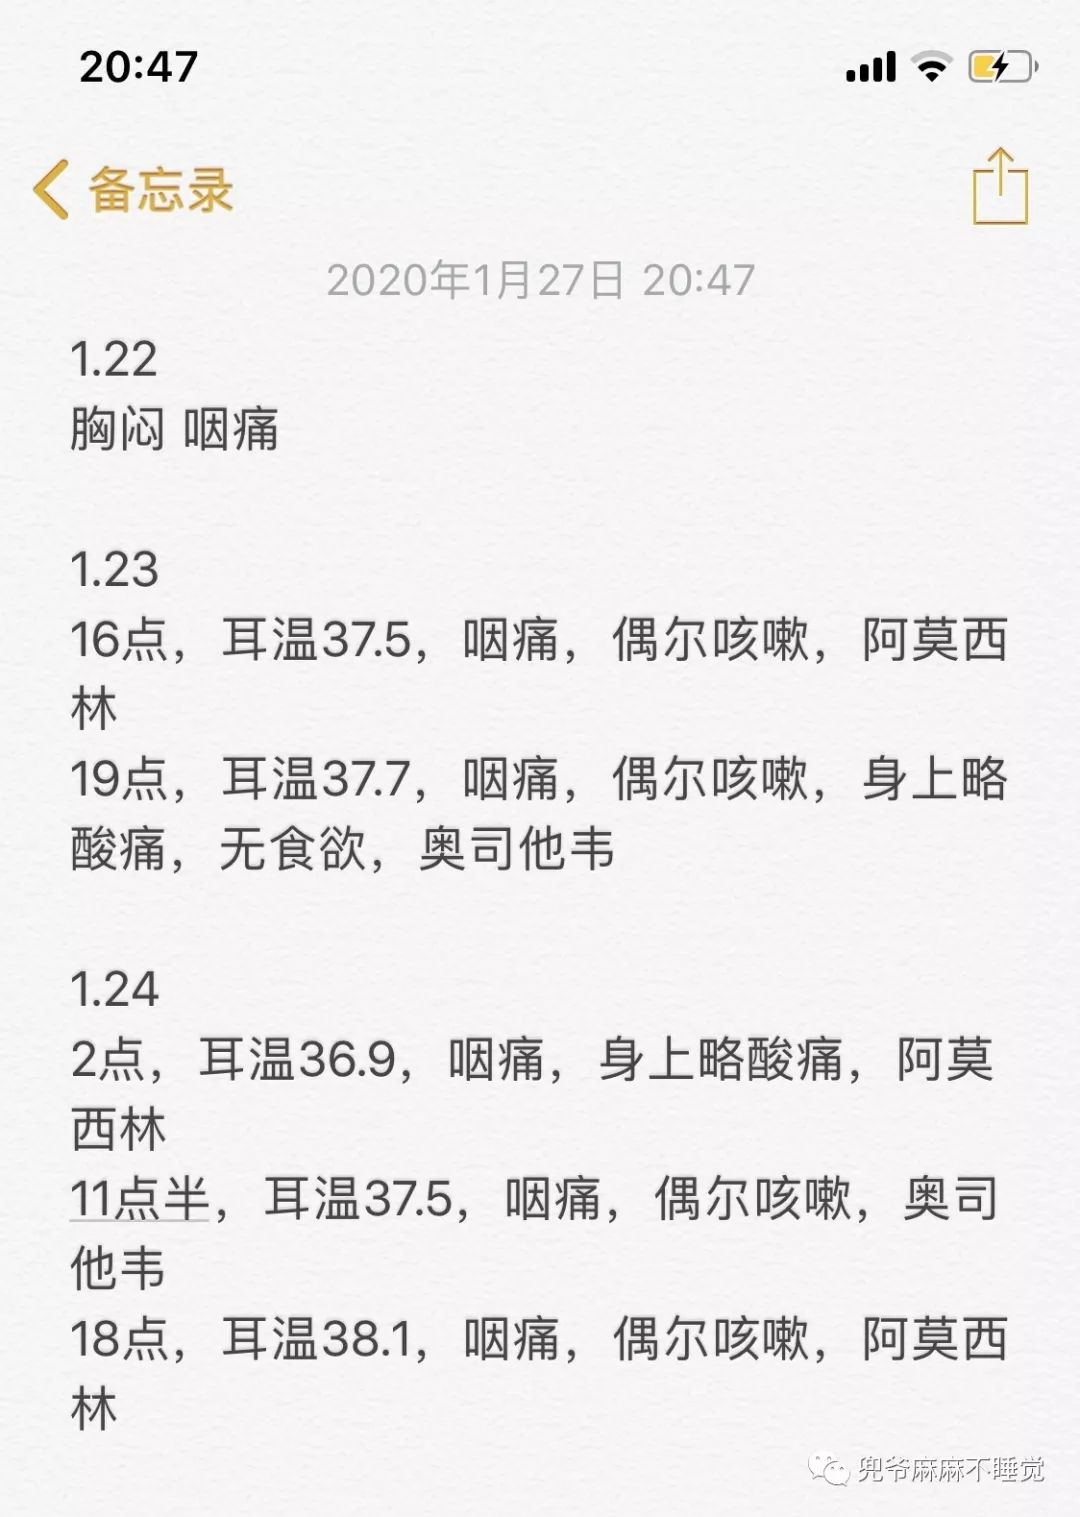 20:47
备忘录
2020年1月27日 20:47
1.22
胸闷 咽痛
1.23
16点，耳温37.5，咽痛，偶尔咳嗽，阿莫西
林
19点，耳温37.7，咽痛，偶尔咳嗽，身上略
酸痛，无食欲，奥司他韦
1.24
2点，耳温36.9，咽痛，身上略酸痛，阿莫
西林
11点半，耳温37.5，咽痛，偶尔咳嗽，奥司
他韦
18点，耳温38.1，咽痛，偶尔咳嗽，阿莫西
林
兜爷麻麻不睡觉